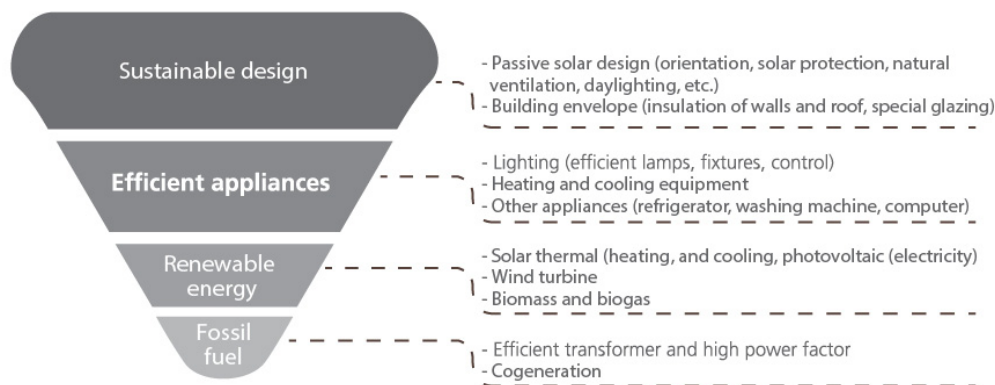 Sustainable design
- Passive solar design (orientation, solar protection, natural
ventilation, daylighting, etc.)
- Building envelope (insulation of walls and roof, special glazing)
Efficient appliances
- Lighting (efficient lamps, fixtures, control)
- Heating and cooling equipment
- Other appliances (refrigerator, washing machine, computer)
Renewable
energy
- Solar thermal (heating, and cooling, photovoltaic (electricity)
- Wind turbine
- Biomass and biogas
Fossil
fuel
- Efficient transformer and high power factor
- Cogeneration